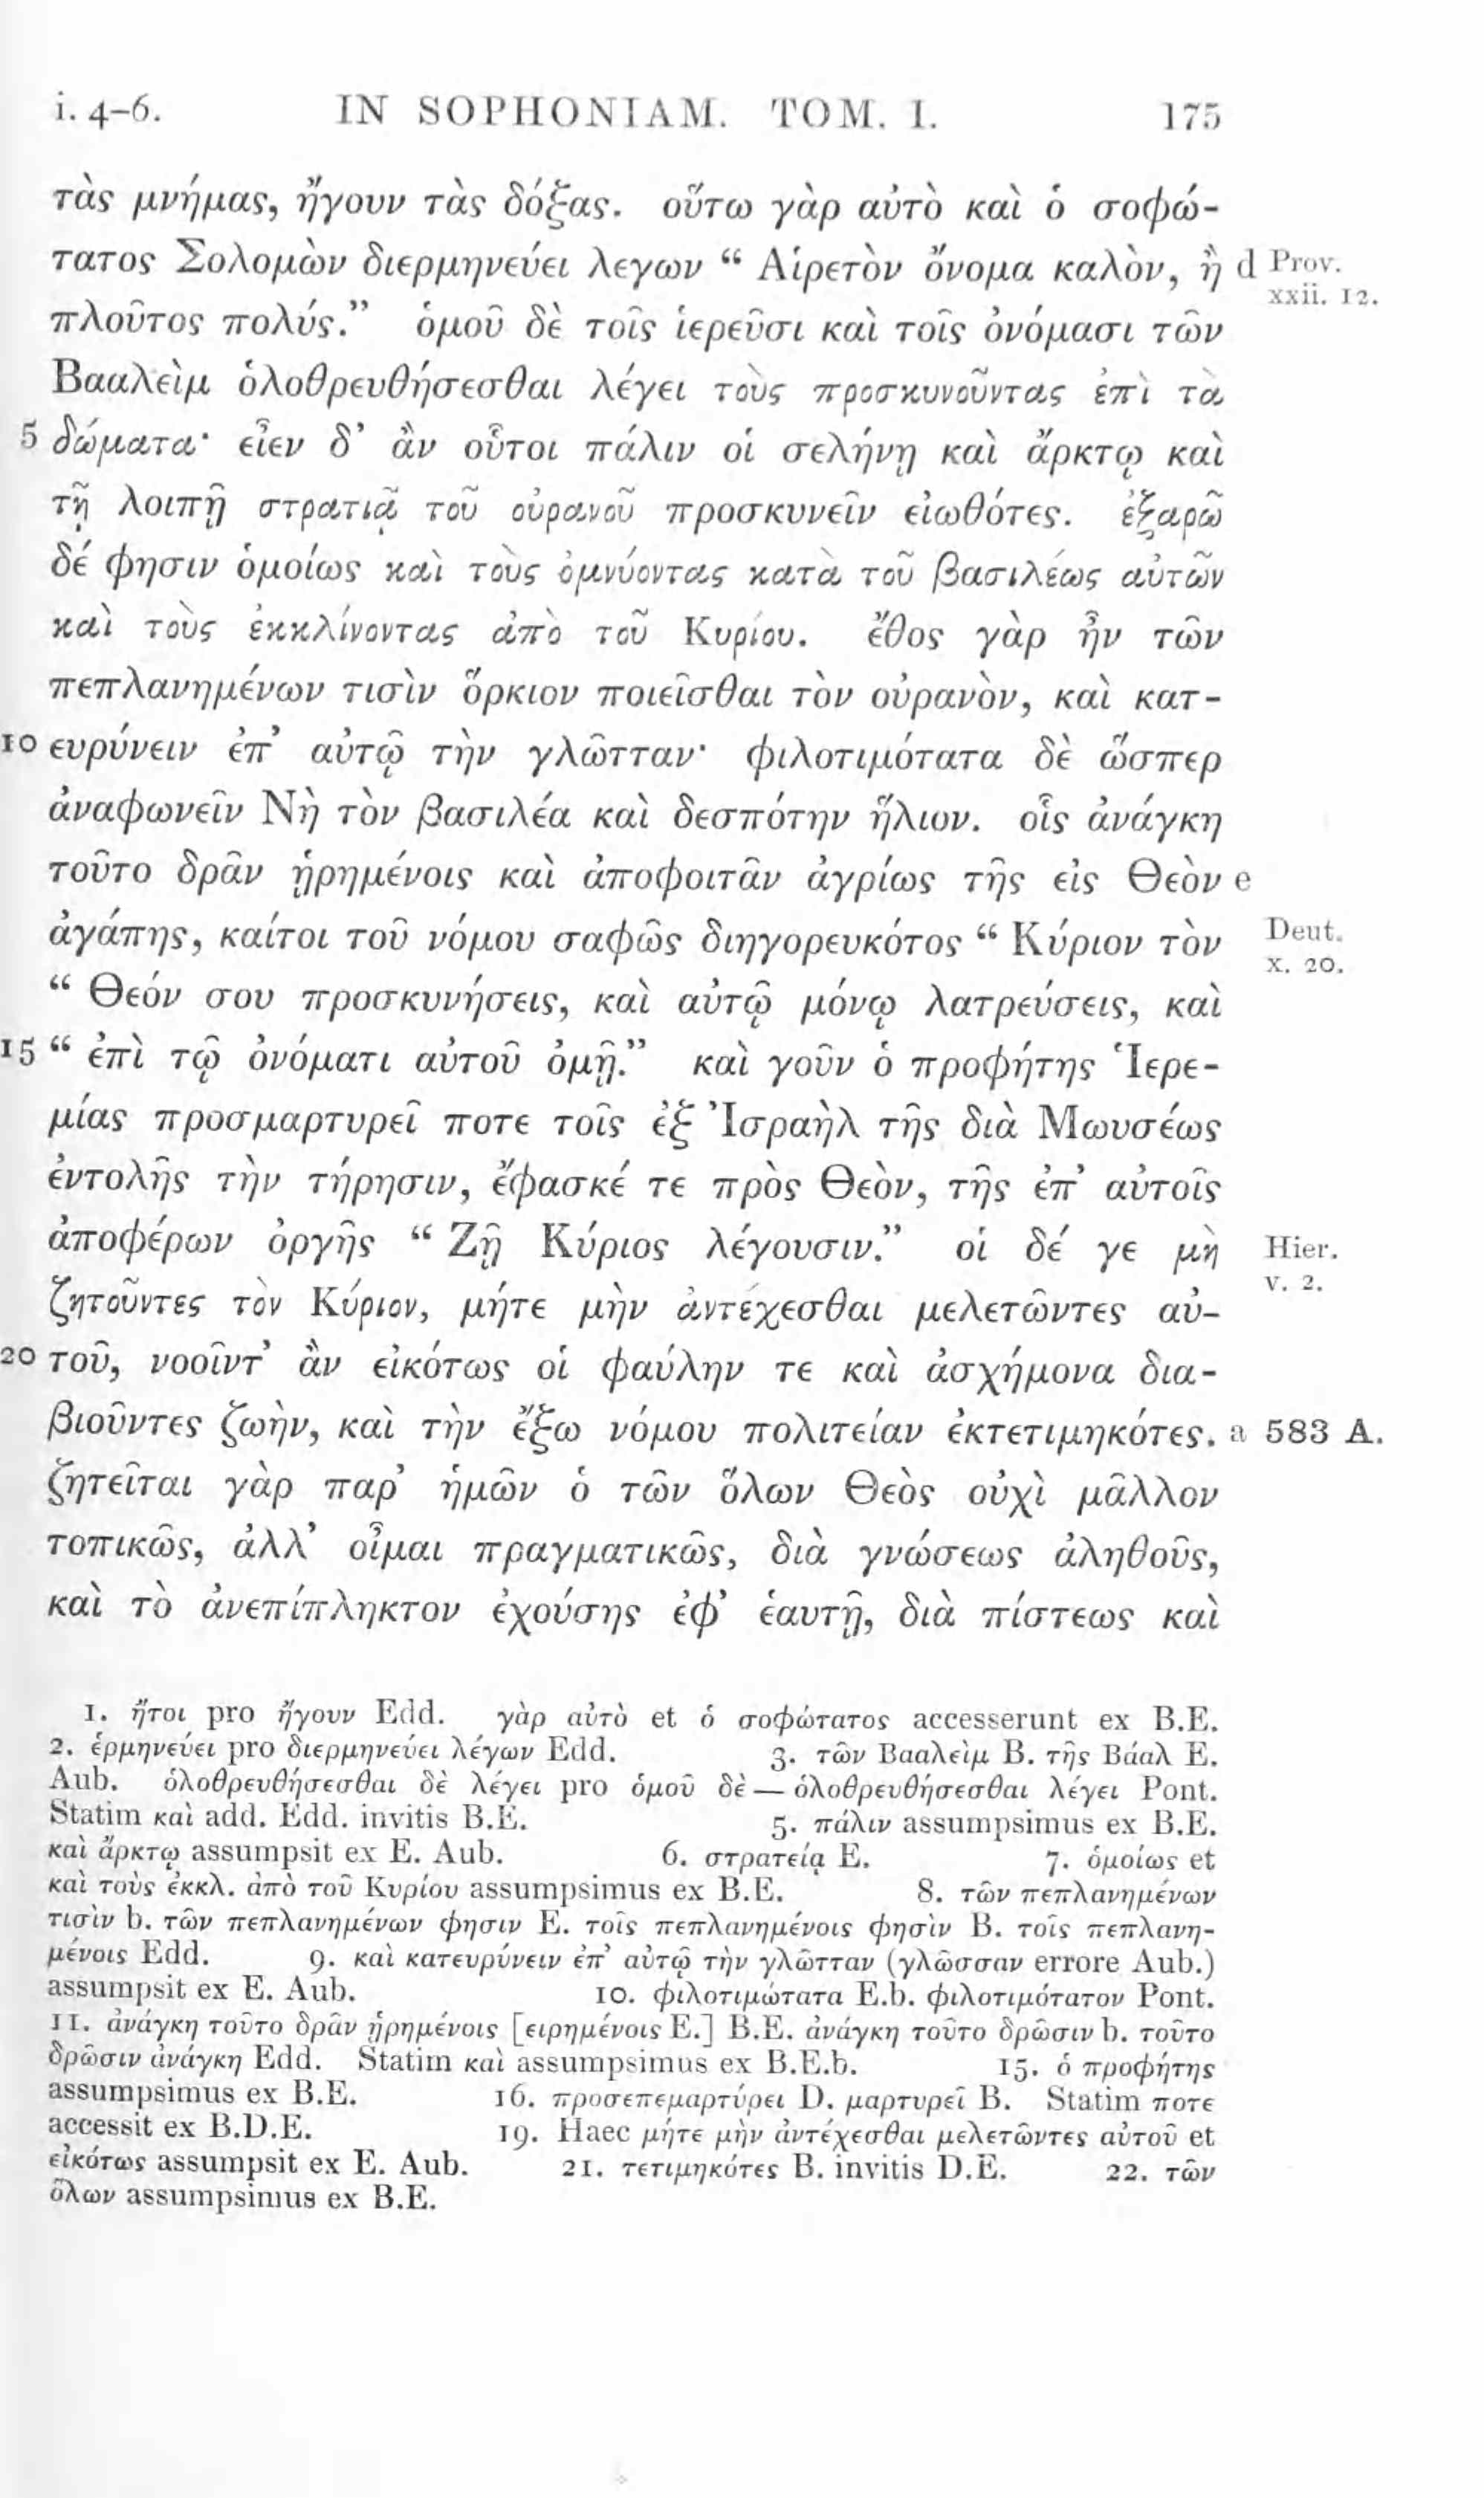 i. 4-6. IN SOPHONIAM. TOM. I. 175
τὰς μνήμας, ἤγουν τὰς δόξας. οὕτω γὰρ αὐτὸ καὶ ὁ σοφώ-
τατος Σολομὼν διερμηνεύει λεγων “ Αἱρετὸν ὄνομα καλὸν, ἢ d Prov. xxii. 12.
πλοῦτος πολύς.” ὁμοῦ δὲ τοῖς ἱερεῦσι καὶ τοῖς ὀνόμασι τῶν
Βααλεὶμ ὁλοθρευθήσεσθαι λέγει τοὺς προσκυνοῦντας ἐπὶ τὰ
5 δώματα· εἶεν δ’ ἂν οὗτοι πάλιν οἱ σελήνῃ καὶ ἄρκτῳ καὶ
τῇ λοιπῇ στρατιᾷ τοῦ οὐρανοῦ προσκυνεῖν εἰωθότες. ἐξαρῶ
δέ φησιν ὁμοίως καὶ τοὺς ὀμνύοντας κατὰ τοῦ βασιλέως αὐτῶν
καὶ τοὺς ἐκκλίνοντας ἀπὸ τοῦ Κυρίου. ἔθος γὰρ ἦν τῶν
πεπλανημένων τισὶν ὅρκιον ποιεῖσθαι τὸν οὐρανὸν, καὶ κατ-
10 ευρύνειν ἐπ’ αὐτῷ τὴν γλῶτταν· φιλοτιμότατα δὲ ὥσπερ
ἀναφωνεῖν Νὴ τὸν βασιλέα καὶ δεσπότην ἥλιον. οἷς ἀνάγκη
τοῦτο δρᾶν ᾑρημένοις καὶ ἀποφοιτᾶν ἀγρίως τῆς εἰς Θεὸν e
ἀγάπης, καίτοι τοῦ νόμου σαφῶς διηγορευκότος “ Κύριον τὸν Deut. x. 20.
“ Θεόν σου προσκυνήσεις, καὶ αὐτῷ μόνῳ λατρεύσεις, καὶ
15 “ ἐπὶ τῷ ὀνόματι αὐτοῦ ὀμῇ.” καὶ γοῦν ὁ προφήτης Ἱερε-
μίας προσμαρτυρεῖ ποτε τοῖς ἐξ Ἰσραὴλ τῆς διὰ Μωυσέως
ἐντολῆς τὴν τήρησιν, ἔφασκέ τε πρὸς Θεὸν, τῆς ἐπ’ αὐτοῖς
ἀποφέρων ὀργῆς “ Ζῇ Κύριος λέγουσιν.” οἱ δέ γε μὴ Hier. v. 2.
ζητοῦντες τὸν Κύριον, μήτε μὴν ἀντέχεσθαι μελετῶντες αὐ-
20 τοῦ, νοοῖντ’ ἂν εἰκότως οἱ φαύλην τε καὶ ἀσχήμονα δια-
βιοῦντες ζωὴν, καὶ τὴν ἔξω νόμου πολιτείαν ἐκτετιμηκότες. a 583 A.
ζητεῖται γὰρ παρ’ ἡμῶν ὁ τῶν ὅλων Θεὸς οὐχὶ μᾶλλον
τοπικῶς, ἀλλ’ οἶμαι πραγματικῶς, διὰ γνώσεως ἀληθοῦς,
καὶ τὸ ἀνεπίπληκτον ἐχούσης ἐφ’ ἑαυτῇ, διὰ πίστεως καὶ
1. ἤτοι pro ἤγουν Edd. γὰρ αὐτὸ et ὁ σοφώτατος accesserunt ex B.E.
2. ἑρμηνεύει pro διερμηνεύει λέγων Edd. 3. τῶν Βααλεὶμ B. τῆς Βάαλ E.
Aub. ὁλοθρευθήσεσθαι δὲ λέγει pro ὁμοῦ δὲ — ὁλοθρευθήσεσθαι λέγει Pont.
Statim καὶ add. Edd. invitis B.E. 5. πάλιν assumpsimus ex B.E.
καὶ ἄρκτῳ assumpsit ex E. Aub. 6. στρατείᾳ E. 7. ὁμοίως et
καὶ τοὺς ἐκκλ. ἀπὸ τοῦ Κυρίου assumpsimus ex B.E. 8. τῶν πεπλανημένων
τισὶν b. τῶν πεπλανημένων φησιν E. τοῖς πεπλανημένοις φησὶν B. τοῖς πεπλανη-
μένοις Edd. 9. καὶ κατευρύνειν ἐπ’ αὐτῷ τὴν γλῶτταν (γλῶσσαν errore Aub.)
assumpsit ex E. Aub. 10. φιλοτιμώτατα E.b. φιλοτιμότατον Pont.
11. ἀνάγκη τοῦτο δρᾶν ᾑρημένοις [ειρημένοις E.] B.E. ἀνάγκη τοῦτο δρῶσιν b. τοῦτο
δρῶσιν ἀνάγκη Edd. Statim καὶ assumpsimus ex B.E.b. 15. ὁ προφήτης
assumpsimus ex B.E. 16. προσεπεμαρτύρει D. μαρτυρεῖ B. Statim ποτε
accessit ex B.D.E. 19. Haec μήτε μὴν ἀντέχεσθαι μελετῶντες αὐτοῦ et
εἰκότως assumpsit ex E. Aub. 21. τετιμηκότες B. invitis D.E. 22. τῶν
ὅλων assumpsimus ex B.E.